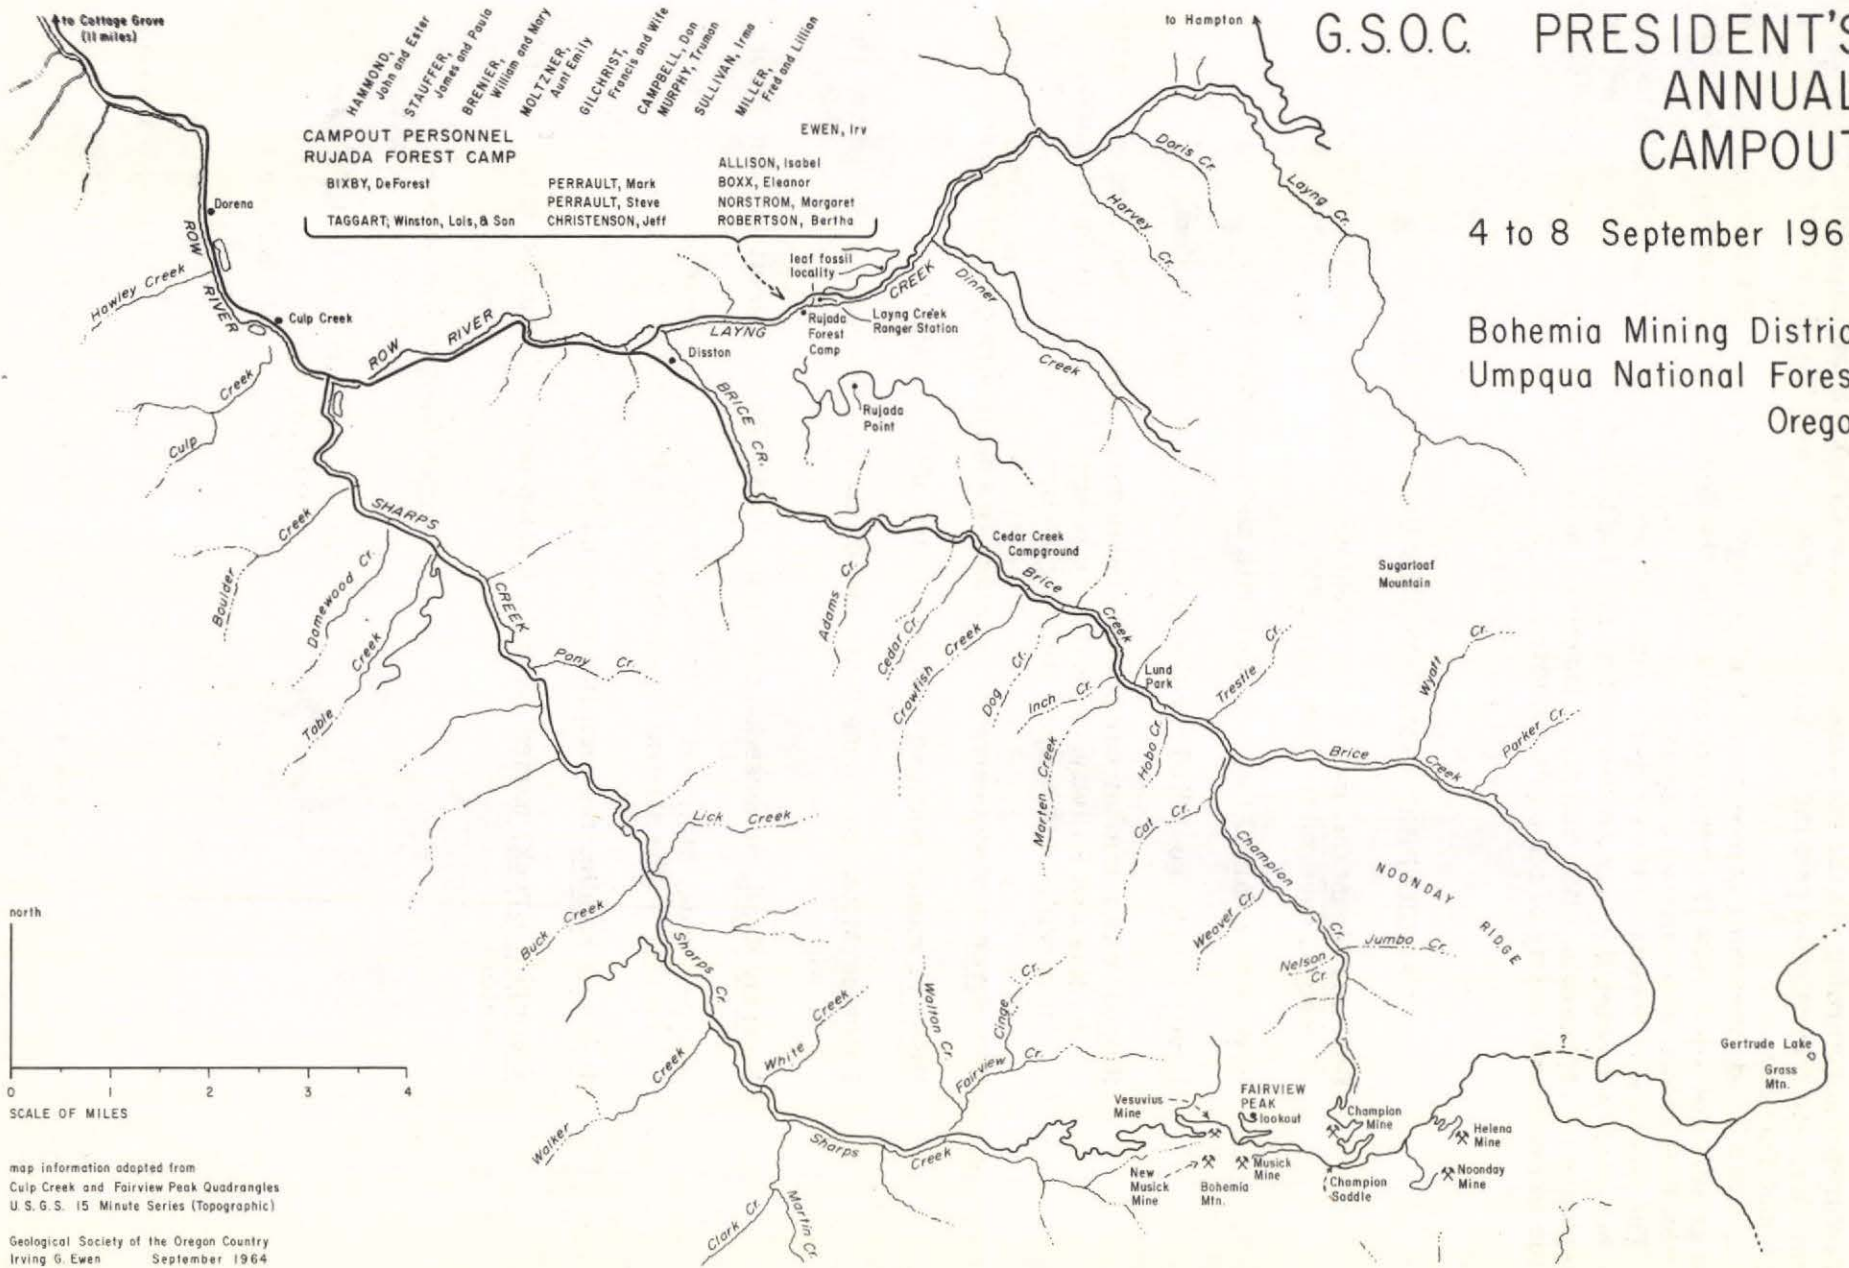 to Cottage Grove
(11 miles)
to Hampton
G.S.O.C. PRESIDENT'S
ANNUAL
CAMPOUT
4 to 8 September 196
Bohemia Mining Distric
Umpqua National Fores
Orego
HAMMOND,
John and Ester
STAUFFER,
James and Paula
BRENIER,
William and Mary
MOLTZNER,
Aunt Emily
GILCHRIST,
Francis and Wife
CAMPBELL, Don
MURPHY, Truman
SULLIVAN, Irma
MILLER,
Fred and Lillian
CAMPOUT PERSONNEL
RUJADA FOREST CAMP
EWEN, Irv
BIXBY, DeForest
TAGGART; Winston, Lois, & Son
PERRAULT, Mark
PERRAULT, Steve
CHRISTENSON, Jeff
ALLISON, Isabel
BOXX, Eleanor
NORSTROM, Margaret
ROBERTSON, Bertha
Doris Cr.
Layng Cr.
Harvey Cr.
Dorena
ROW RIVER
leaf fossil
locality
CREEK
Dinner
Creek
Hawley Creek
Culp Creek
ROW RIVER
LAYNG
Rujada
Forest
Camp
Layng Creek
Ranger Station
Disston
BRICE CR.
Rujada
Point
Culp Creek
Boulder Creek
SHARPS
CREEK
Damewood Cr.
Table Creek
Pony Cr.
Adams Cr.
Cedar Creek
Campground
Brice
Creek
Cedar Cr.
Crawfish Creek
Dog Cr.
Inch Cr.
Lund
Park
Sugarloaf
Mountain
Trestle Cr.
Wyatt Cr.
Parker Cr.
Brice
Creek
Marten Creek
Hobo Cr.
Cat Cr.
Champion
Cr.
Lick Creek
Buck Creek
Sharps
Cr.
NOONDAY
RIDGE
Weaver Cr.
Jumbo Cr.
Nelson
Cr.
Walton Cr.
Cinge Cr.
Fairview Cr.
White Creek
Walker Creek
Sharps
Creek
Clark Cr.
Martin Cr.
Gertrude Lake
Grass
Mtn.
?
Vesuvius
Mine
FAIRVIEW
PEAK
lookout
Champion
Mine
Helena
Mine
New
Musick
Mine
Bohemia
Mtn.
Musick
Mine
Champion
Saddle
Noonday
Mine
north
0 1 2 3 4
SCALE OF MILES
map information adapted from
Culp Creek and Fairview Peak Quadrangles
U.S.G.S. 15 Minute Series (Topographic)
Geological Society of the Oregon Country
Irving G. Ewen September 1964